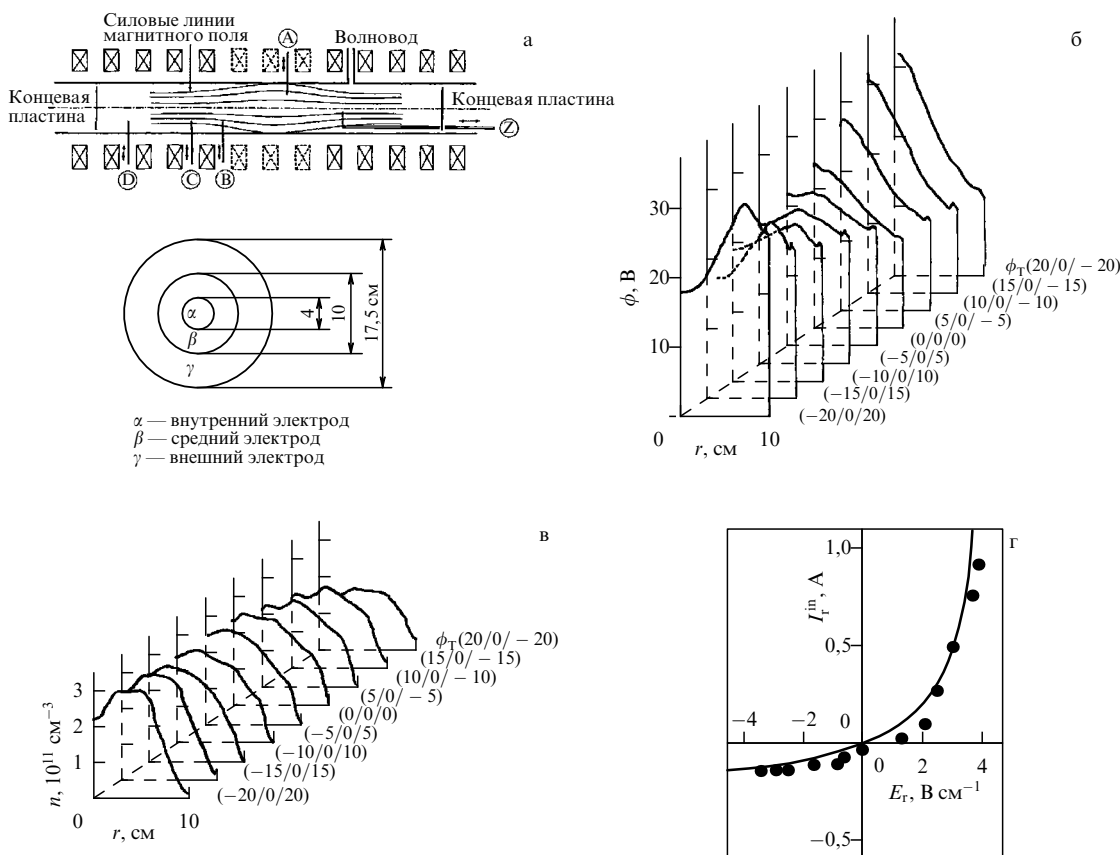 а
Силовые линии
магнитного поля
A
Волновод
Концевая
пластина
Концевая пластина
Z
D
C
B
α
β
γ
4
10
17,5 см
α — внутренний электрод
β — средний электрод
γ — внешний электрод
б
ϕ, В
30
20
10
0
10
r, см
ϕT(20/0/ − 20)
(15/0/ − 15)
(10/0/ − 10)
(5/0/ − 5)
(0/0/0)
(−5/0/5)
(−10/0/10)
(−15/0/15)
(−20/0/20)
в
n, 10¹¹ см⁻³
3
2
1
0
10
r, см
ϕT(20/0/ − 20)
(15/0/ − 15)
(10/0/ − 10)
(5/0/ − 5)
(0/0/0)
(−5/0/5)
(−10/0/10)
(−15/0/15)
(−20/0/20)
г
1,0
I_r^in, А
0,5
−4
−2
0
0
2
4
E_r, В см⁻¹
−0,5